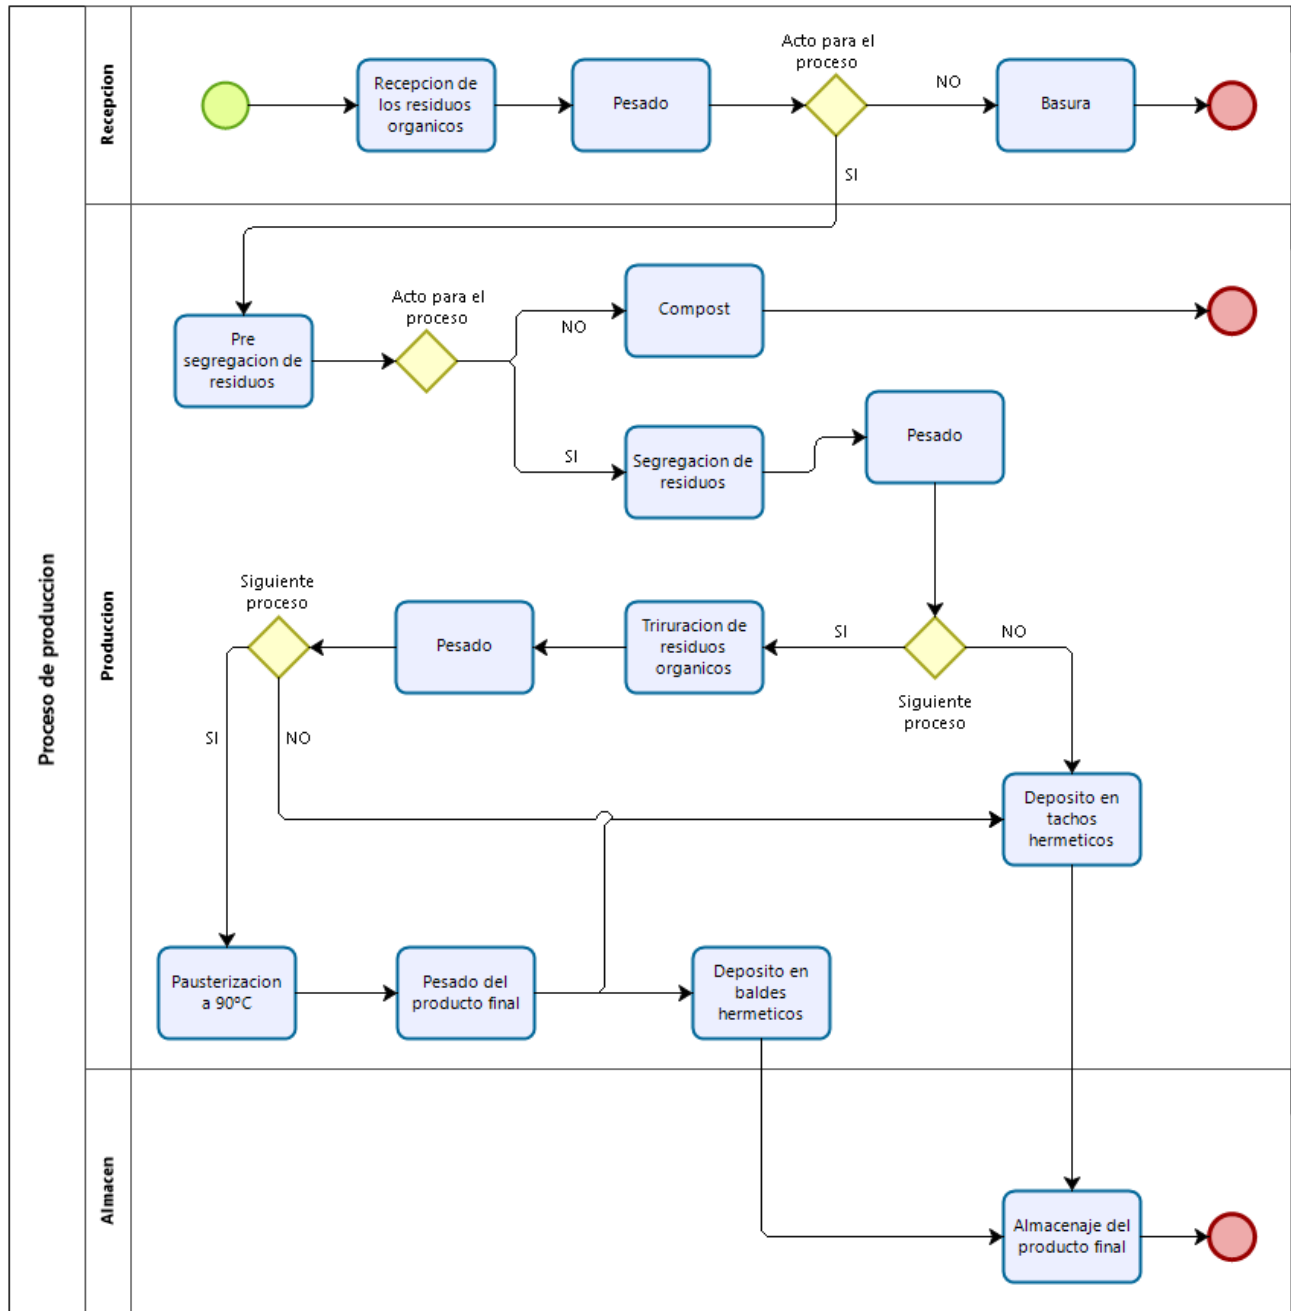 Proceso de produccion
Recepcion
Recepcion de
los residuos
organicos
Pesado
Acto para el
proceso
NO
SI
Basura
Produccion
Pre
segregacion de
residuos
Acto para el
proceso
NO
SI
Compost
Segregacion de
residuos
Pesado
Siguiente
proceso
SI
NO
Triruracion de
residuos
organicos
Pesado
Siguiente
proceso
SI
NO
Deposito en
tachos
hermeticos
Pausterizacion
a 90ºC
Pesado del
producto final
Deposito en
baldes
hermeticos
Almacen
Almacenaje del
producto final